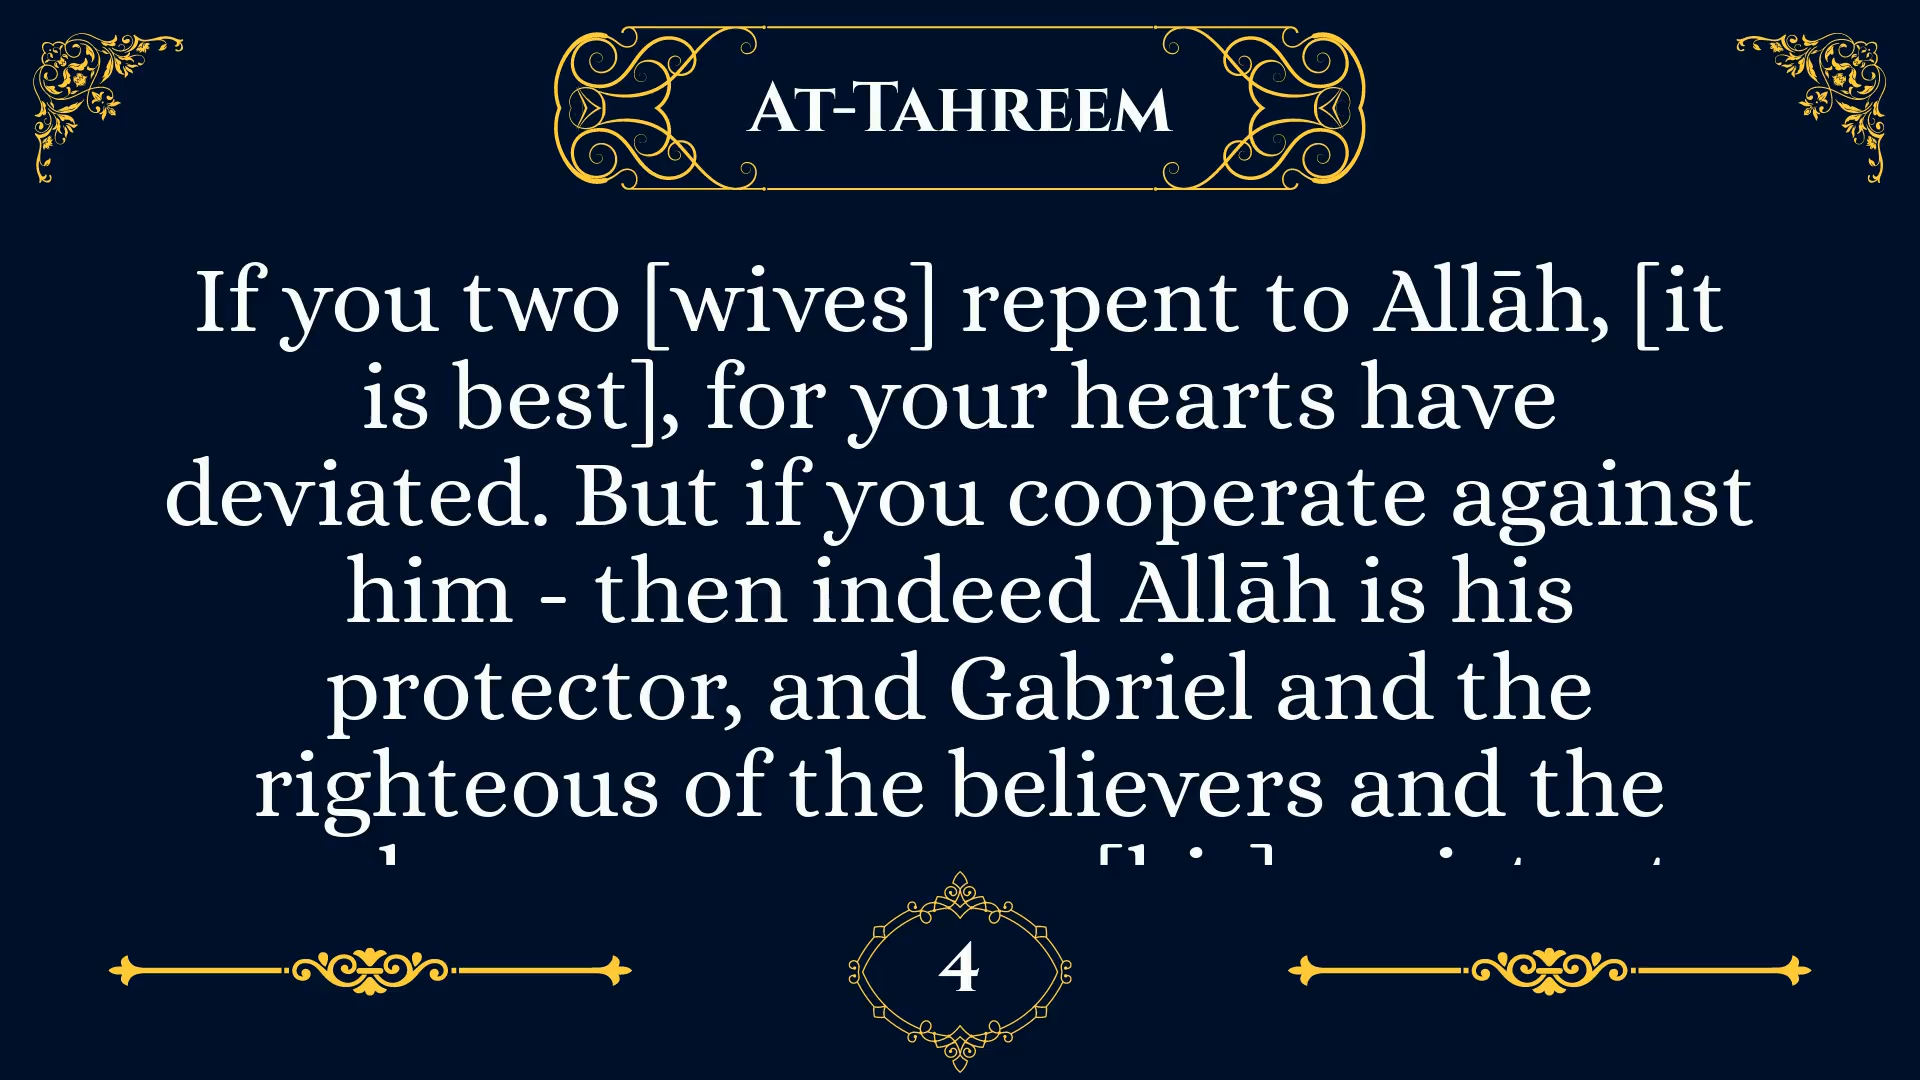 At-Tahreem
If you two [wives] repent to Allāh, [it
is best], for your hearts have
deviated. But if you cooperate against
him - then indeed Allāh is his
protector, and Gabriel and the
righteous of the believers and the
4